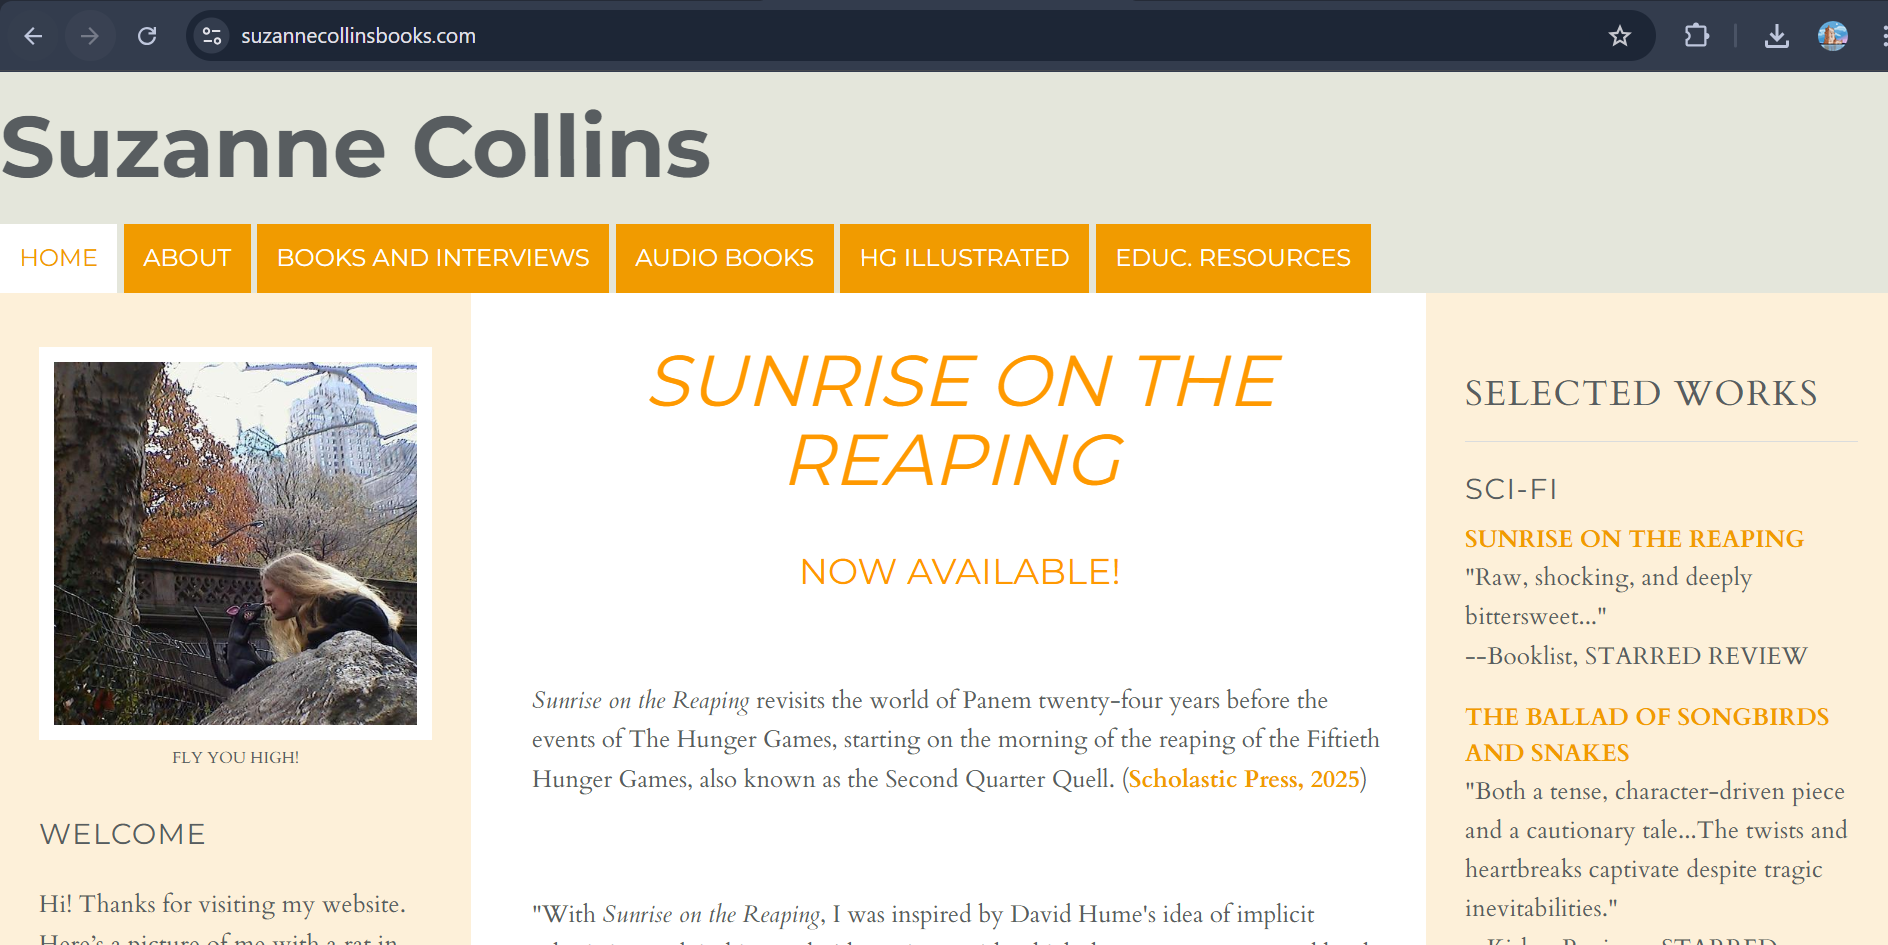 suzannecollinsbooks.com
Suzanne Collins
HOME
ABOUT
BOOKS AND INTERVIEWS
AUDIO BOOKS
HG ILLUSTRATED
EDUC. RESOURCES
FLY YOU HIGH!
WELCOME
Hi! Thanks for visiting my website.
Here's a picture of me with a rat in
SUNRISE ON THE
REAPING
NOW AVAILABLE!
Sunrise on the Reaping revisits the world of Panem twenty-four years before the
events of The Hunger Games, starting on the morning of the reaping of the Fiftieth
Hunger Games, also known as the Second Quarter Quell. (Scholastic Press, 2025)
"With Sunrise on the Reaping, I was inspired by David Hume's idea of implicit
SELECTED WORKS
SCI-FI
SUNRISE ON THE REAPING
"Raw, shocking, and deeply
bittersweet..."
--Booklist, STARRED REVIEW
THE BALLAD OF SONGBIRDS
AND SNAKES
"Both a tense, character-driven piece
and a cautionary tale...The twists and
heartbreaks captivate despite tragic
inevitabilities."